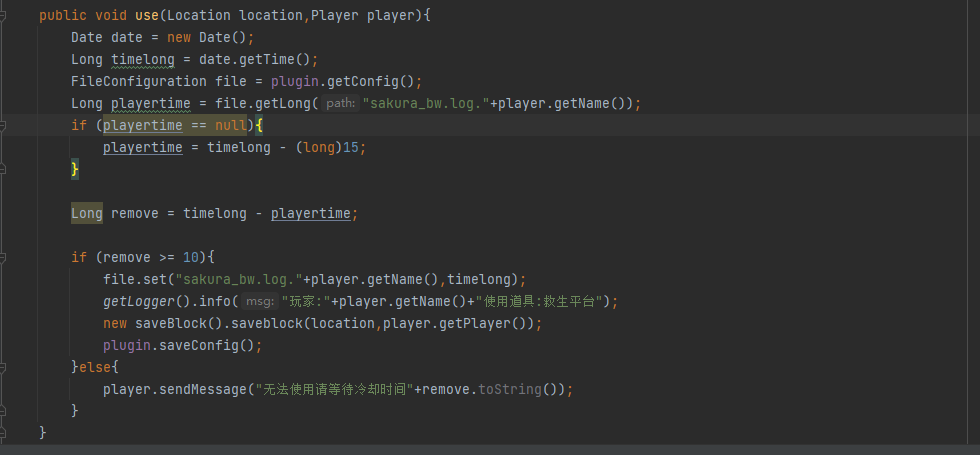 public void use(Location location,Player player){
Date date = new Date();
Long timelong = date.getTime();
FileConfiguration file = plugin.getConfig();
Long playertime = file.getLong( path: "sakura_bw.log."+player.getName());
if (playertime == null){
playertime = timelong - (long)15;
}
Long remove = timelong - playertime;
if (remove >= 10){
file.set("sakura_bw.log."+player.getName(),timelong);
getLogger().info( msg: "玩家:"+player.getName()+"使用道具:救生平台");
new saveBlock().saveblock(location,player.getPlayer());
plugin.saveConfig();
}else{
player.sendMessage("无法使用请等待冷却时间"+remove.toString());
}
}